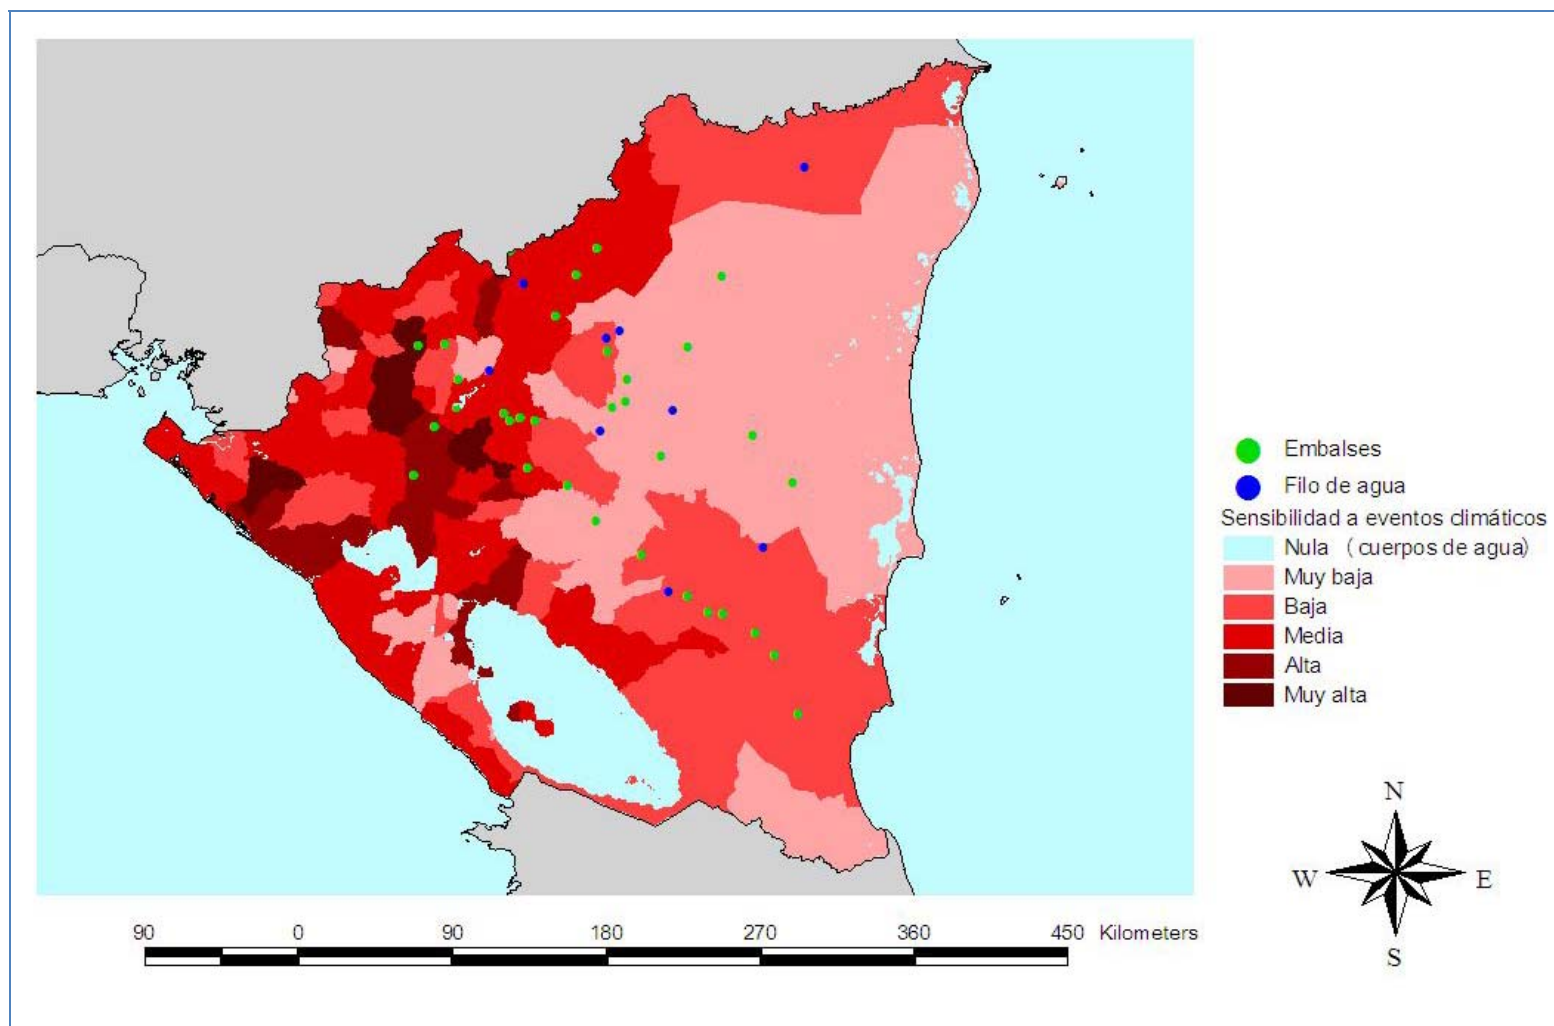 Embalses
Filo de agua
Sensibilidad a eventos climáticos
Nula (cuerpos de agua)
Muy baja
Baja
Media
Alta
Muy alta
N
W E
S
90 0 90 180 270 360 450 Kilometers